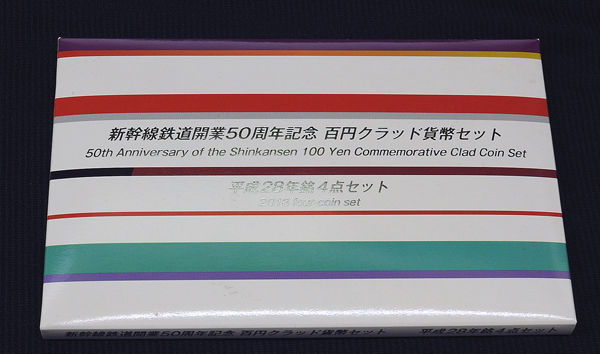 新幹線鉄道開業50周年記念 百円クラッド貨幣セット
50th Anniversary of the Shinkansen 100 Yen Commemorative Clad Coin Set
平成28年銘4点セット
2016 four-coin set
新幹線鉄道開業50周年記念 百円クラッド貨幣セット 平成28年銘4点セット